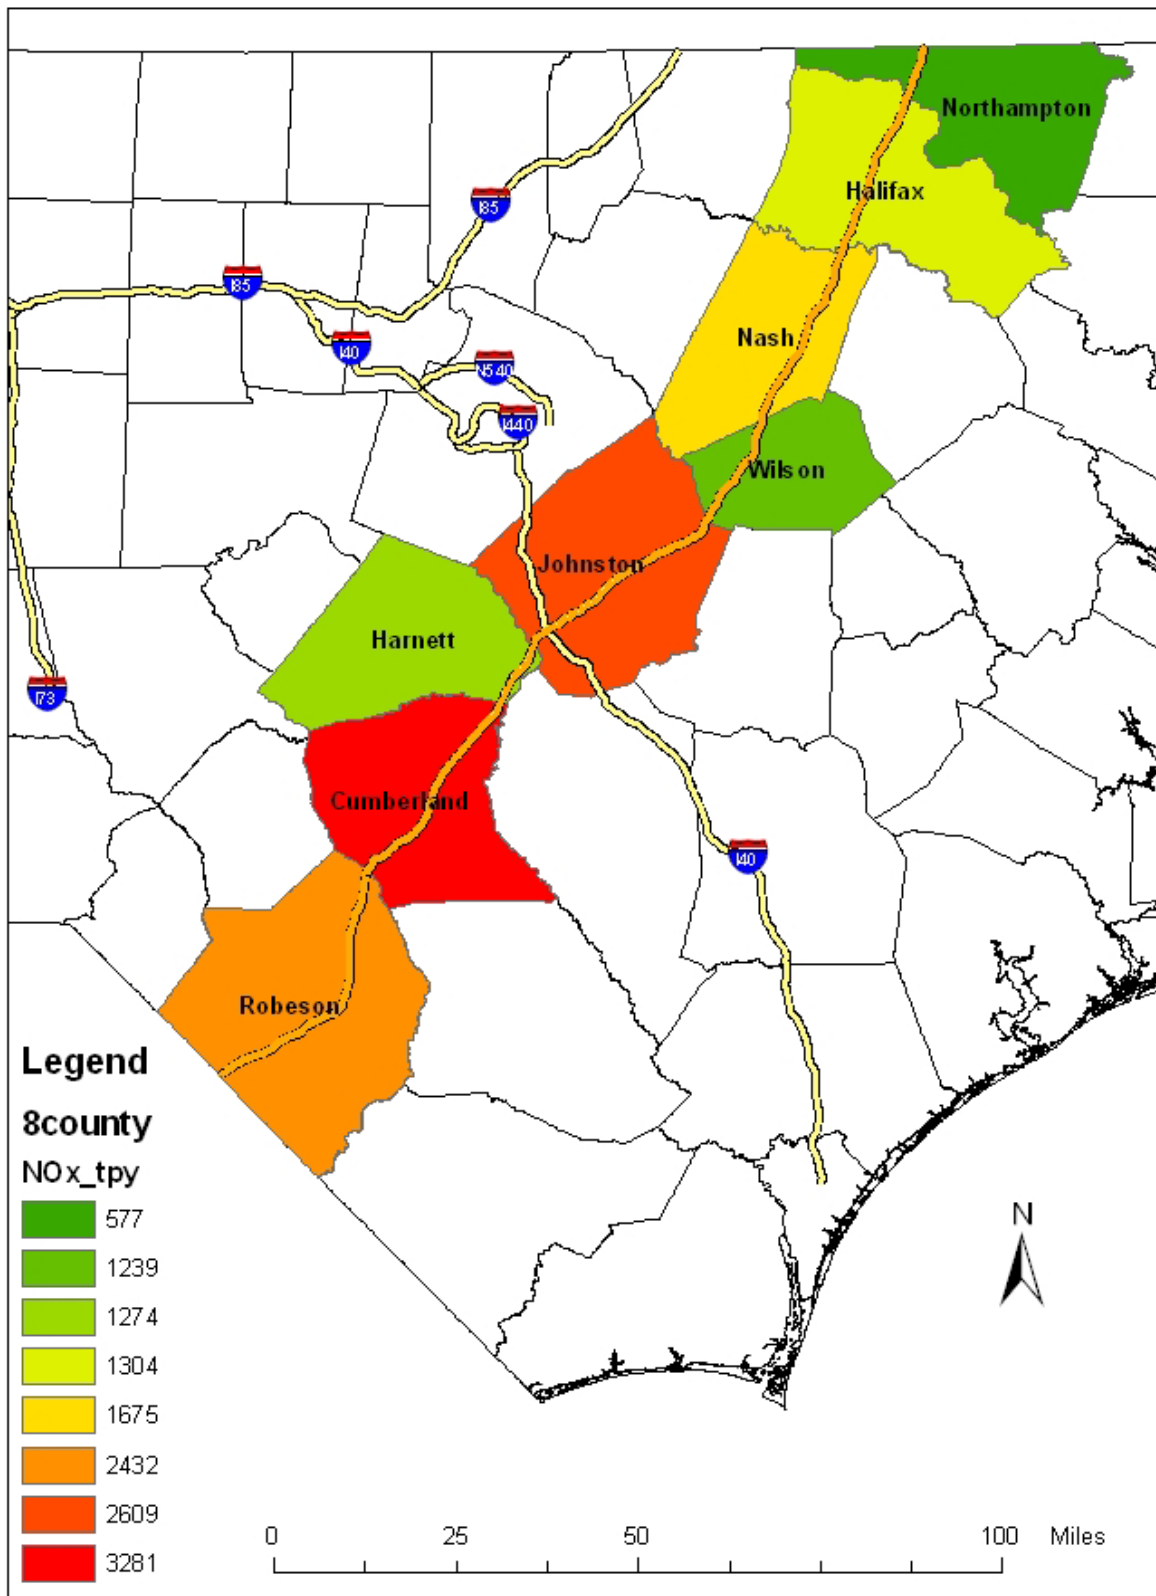 Northampton
Halifax
I85
I85
Nash
I40
N540
I440
Wilson
Johnston
Harnett
I73
Cumberland
I40
Robeson
Legend
8county
NOx_tpy
577
1239
1274
1304
1675
2432
2609
3281
N
0 25 50 100 Miles